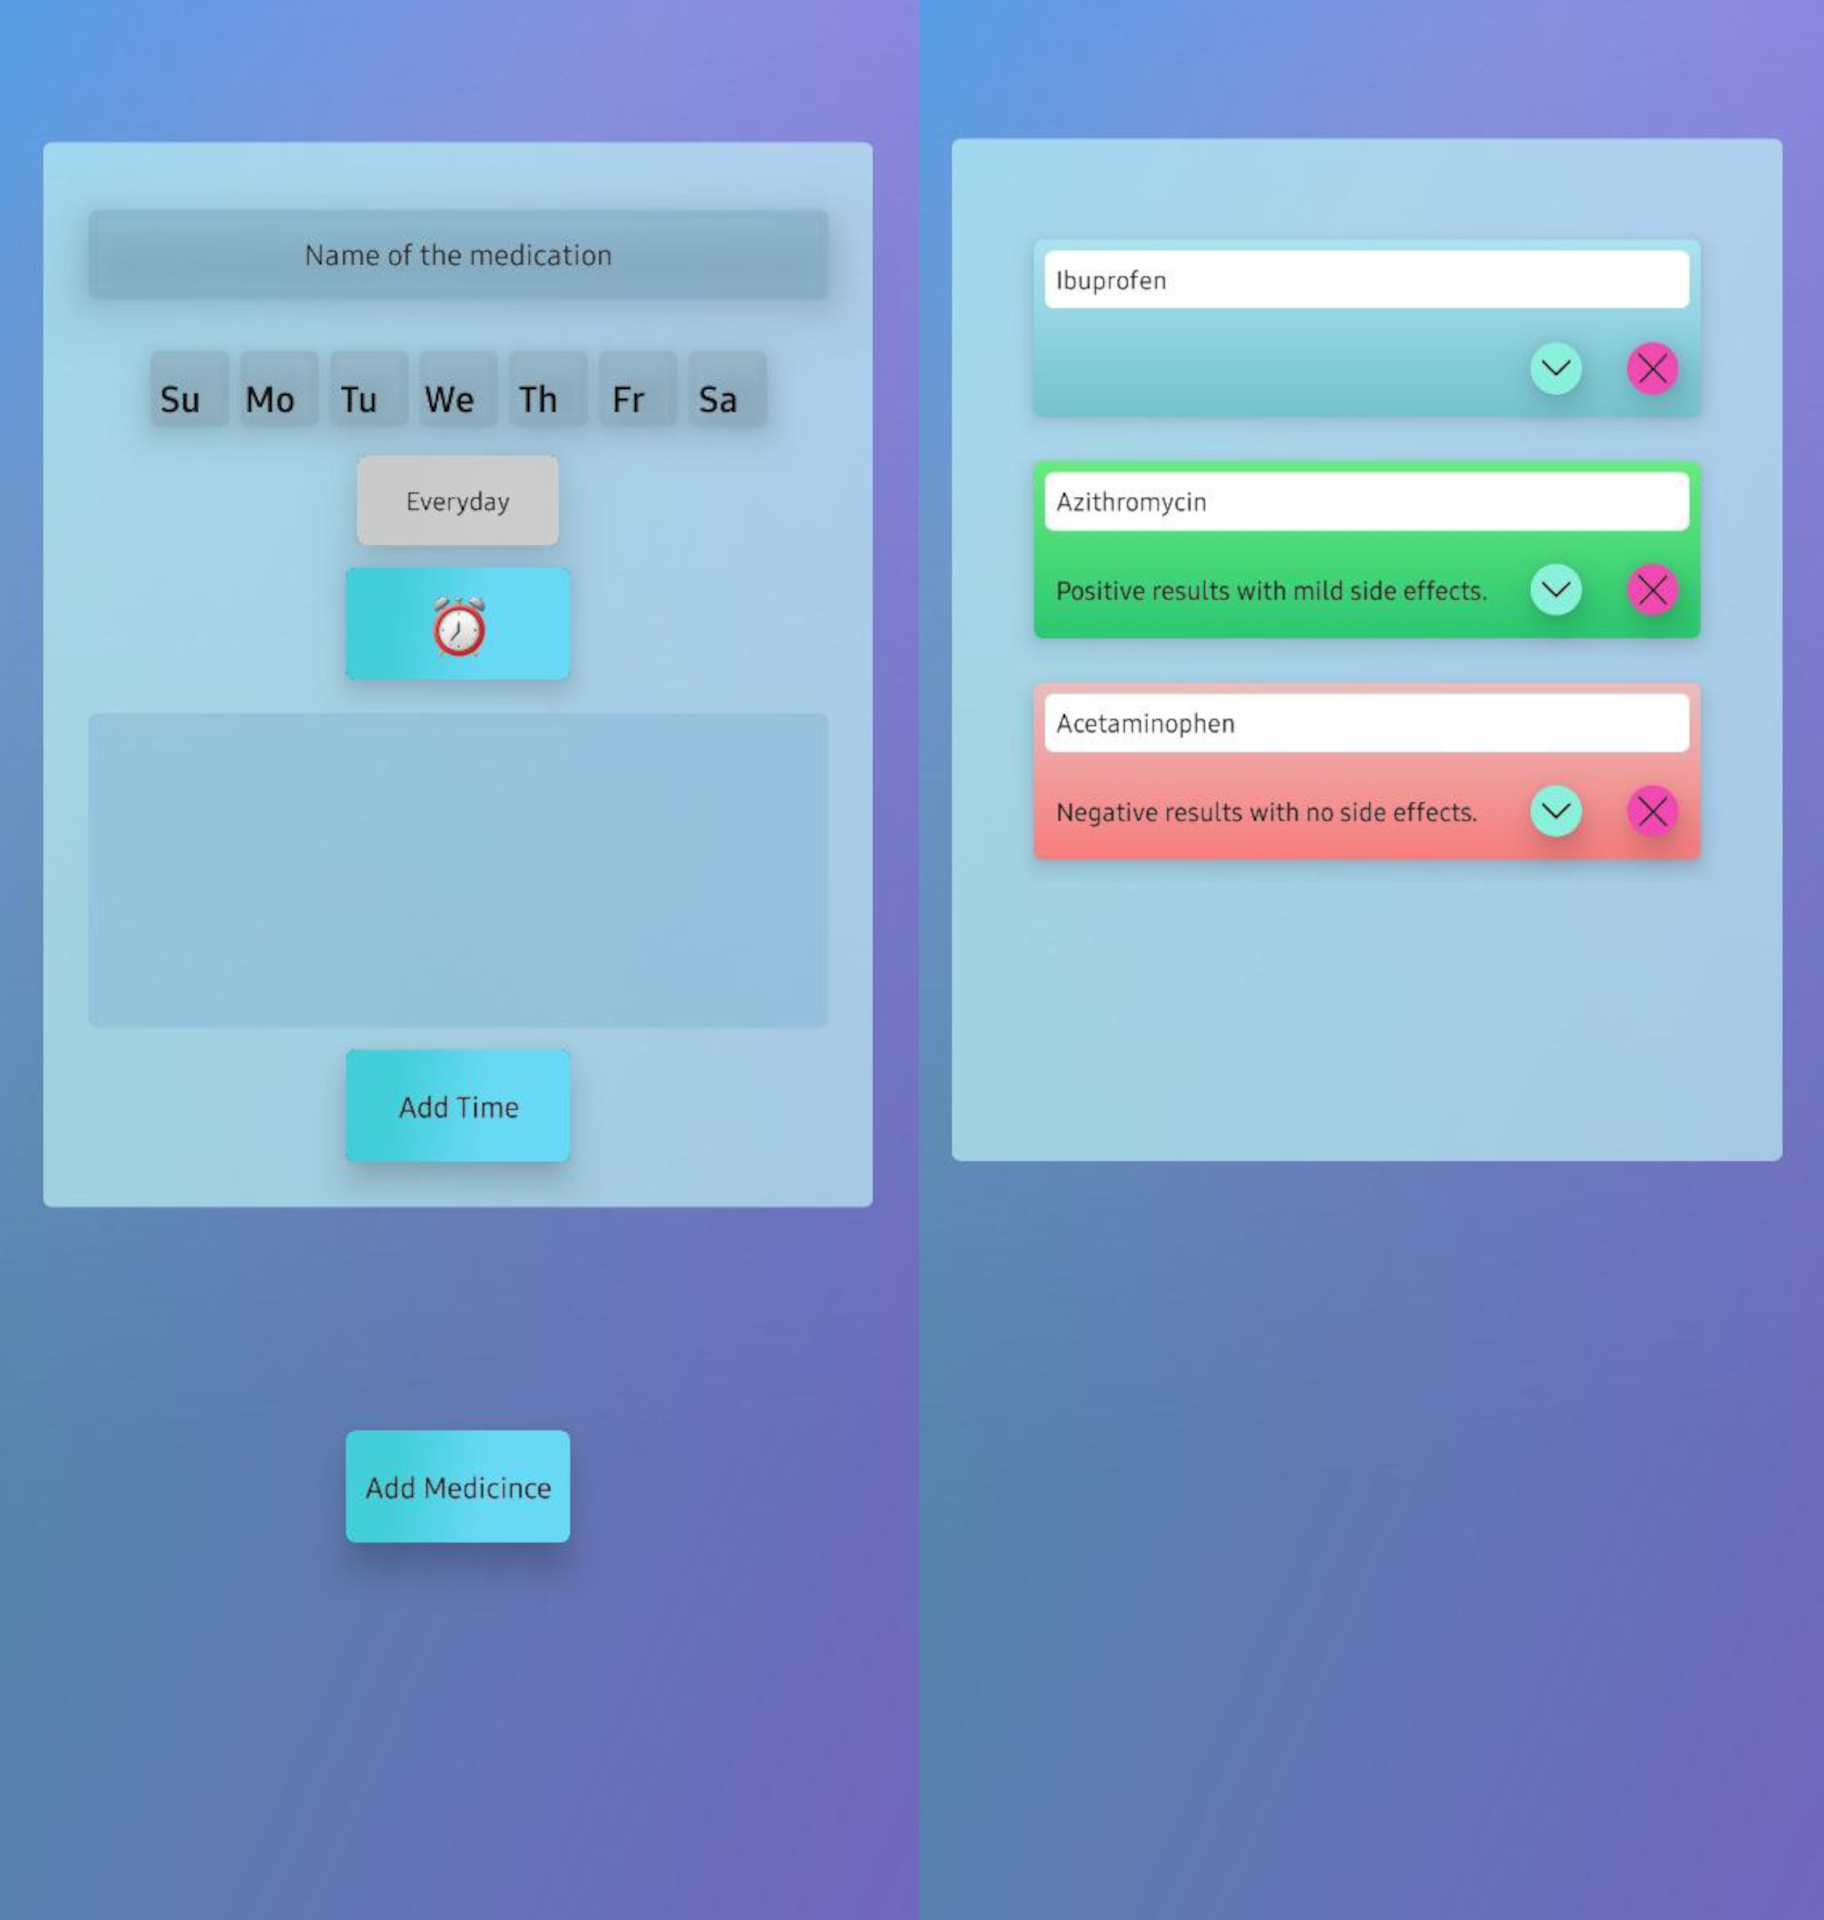 Name of the medication
Su Mo Tu We Th Fr Sa
Everyday
Add Time
Add Medicince
Ibuprofen
Azithromycin
Positive results with mild side effects.
Acetaminophen
Negative results with no side effects.